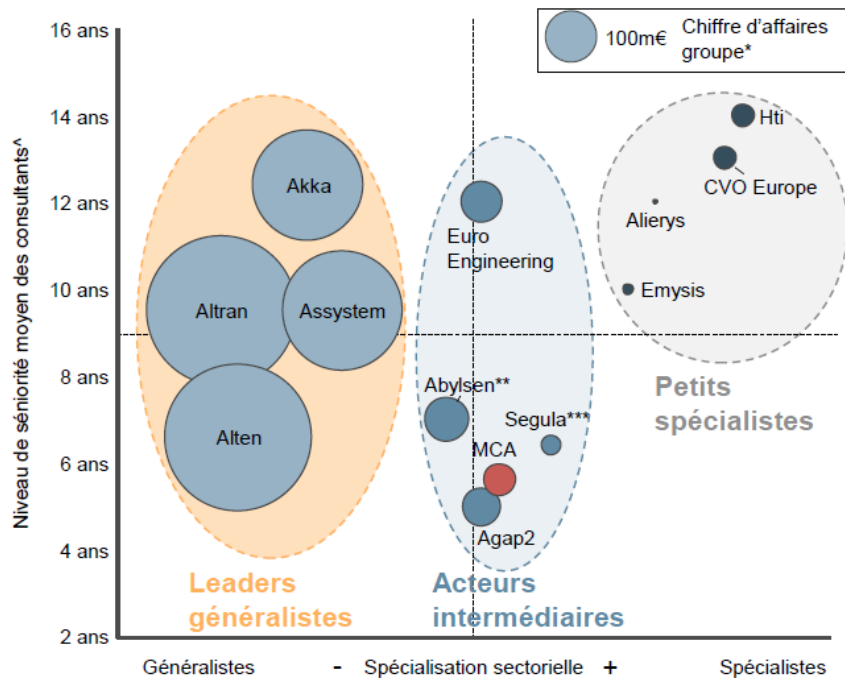 16 ans
14 ans
12 ans
10 ans
8 ans
6 ans
4 ans
2 ans
Niveau de séniorité moyen des consultants^
100m€
Chiffre d'affaires
groupe*
Hti
CVO Europe
Alierys
Emysis
Petits
spécialistes
Akka
Altran
Assystem
Alten
Leaders
généralistes
Euro
Engineering
Abylsen**
Segula***
MCA
Agap2
Acteurs
intermédiaires
Généralistes - Spécialisation sectorielle + Spécialistes